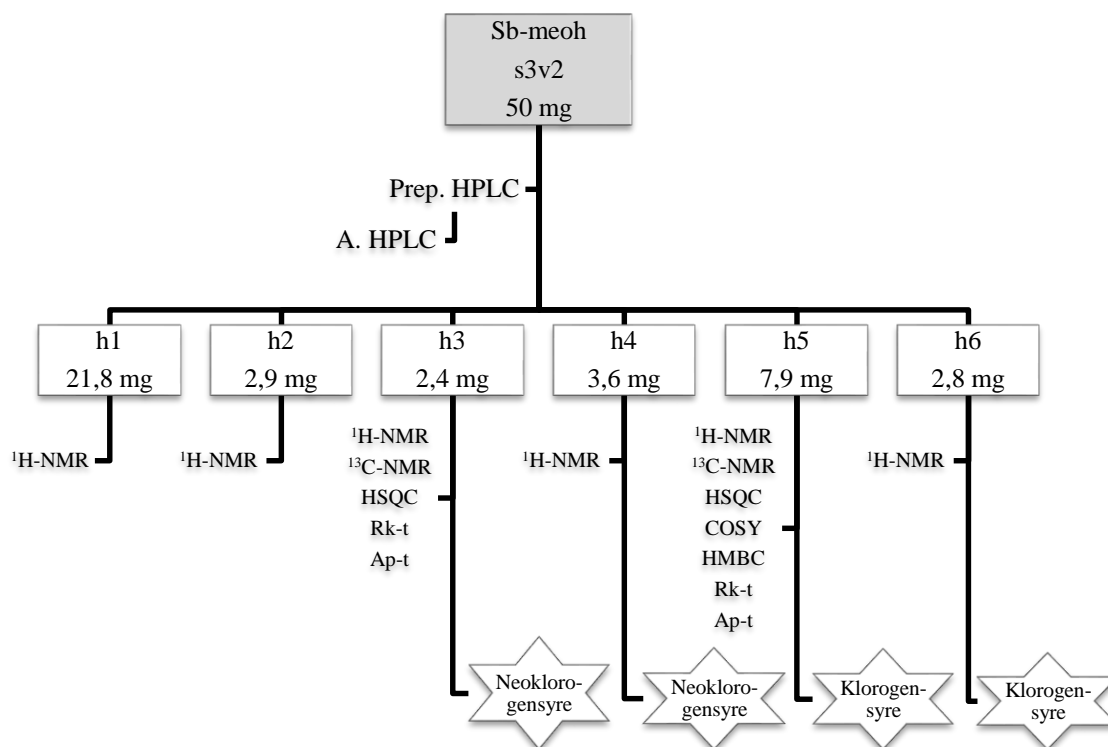 Sb-meoh
s3v2
50 mg
Prep. HPLC
A. HPLC
h1
21,8 mg
h2
2,9 mg
h3
2,4 mg
h4
3,6 mg
h5
7,9 mg
h6
2,8 mg
¹H-NMR
¹H-NMR
¹H-NMR
¹³C-NMR
HSQC
Rk-t
Ap-t
¹H-NMR
¹H-NMR
¹³C-NMR
HSQC
COSY
HMBC
Rk-t
Ap-t
¹H-NMR
Neokloro-
gensyre
Neokloro-
gensyre
Klorogen-
syre
Klorogen-
syre